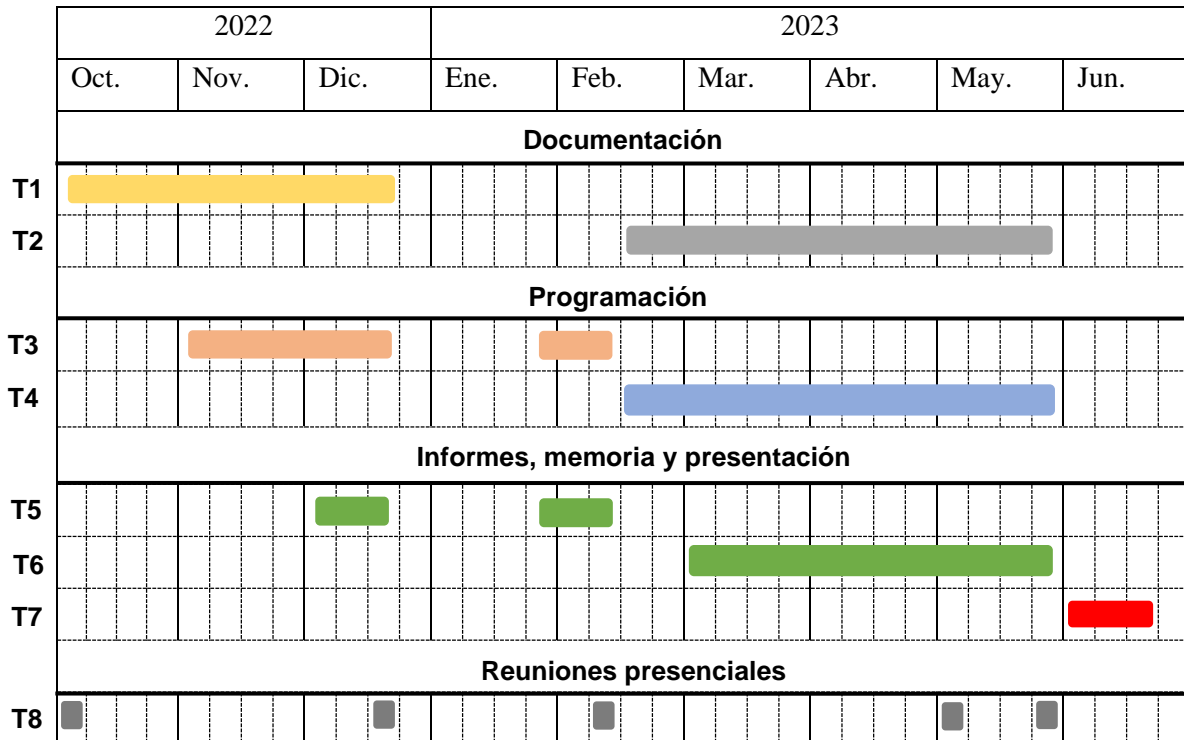 2022 2023
Oct. Nov. Dic. Ene. Feb. Mar. Abr. May. Jun.
Documentación
T1
T2
Programación
T3
T4
Informes, memoria y presentación
T5
T6
T7
Reuniones presenciales
T8